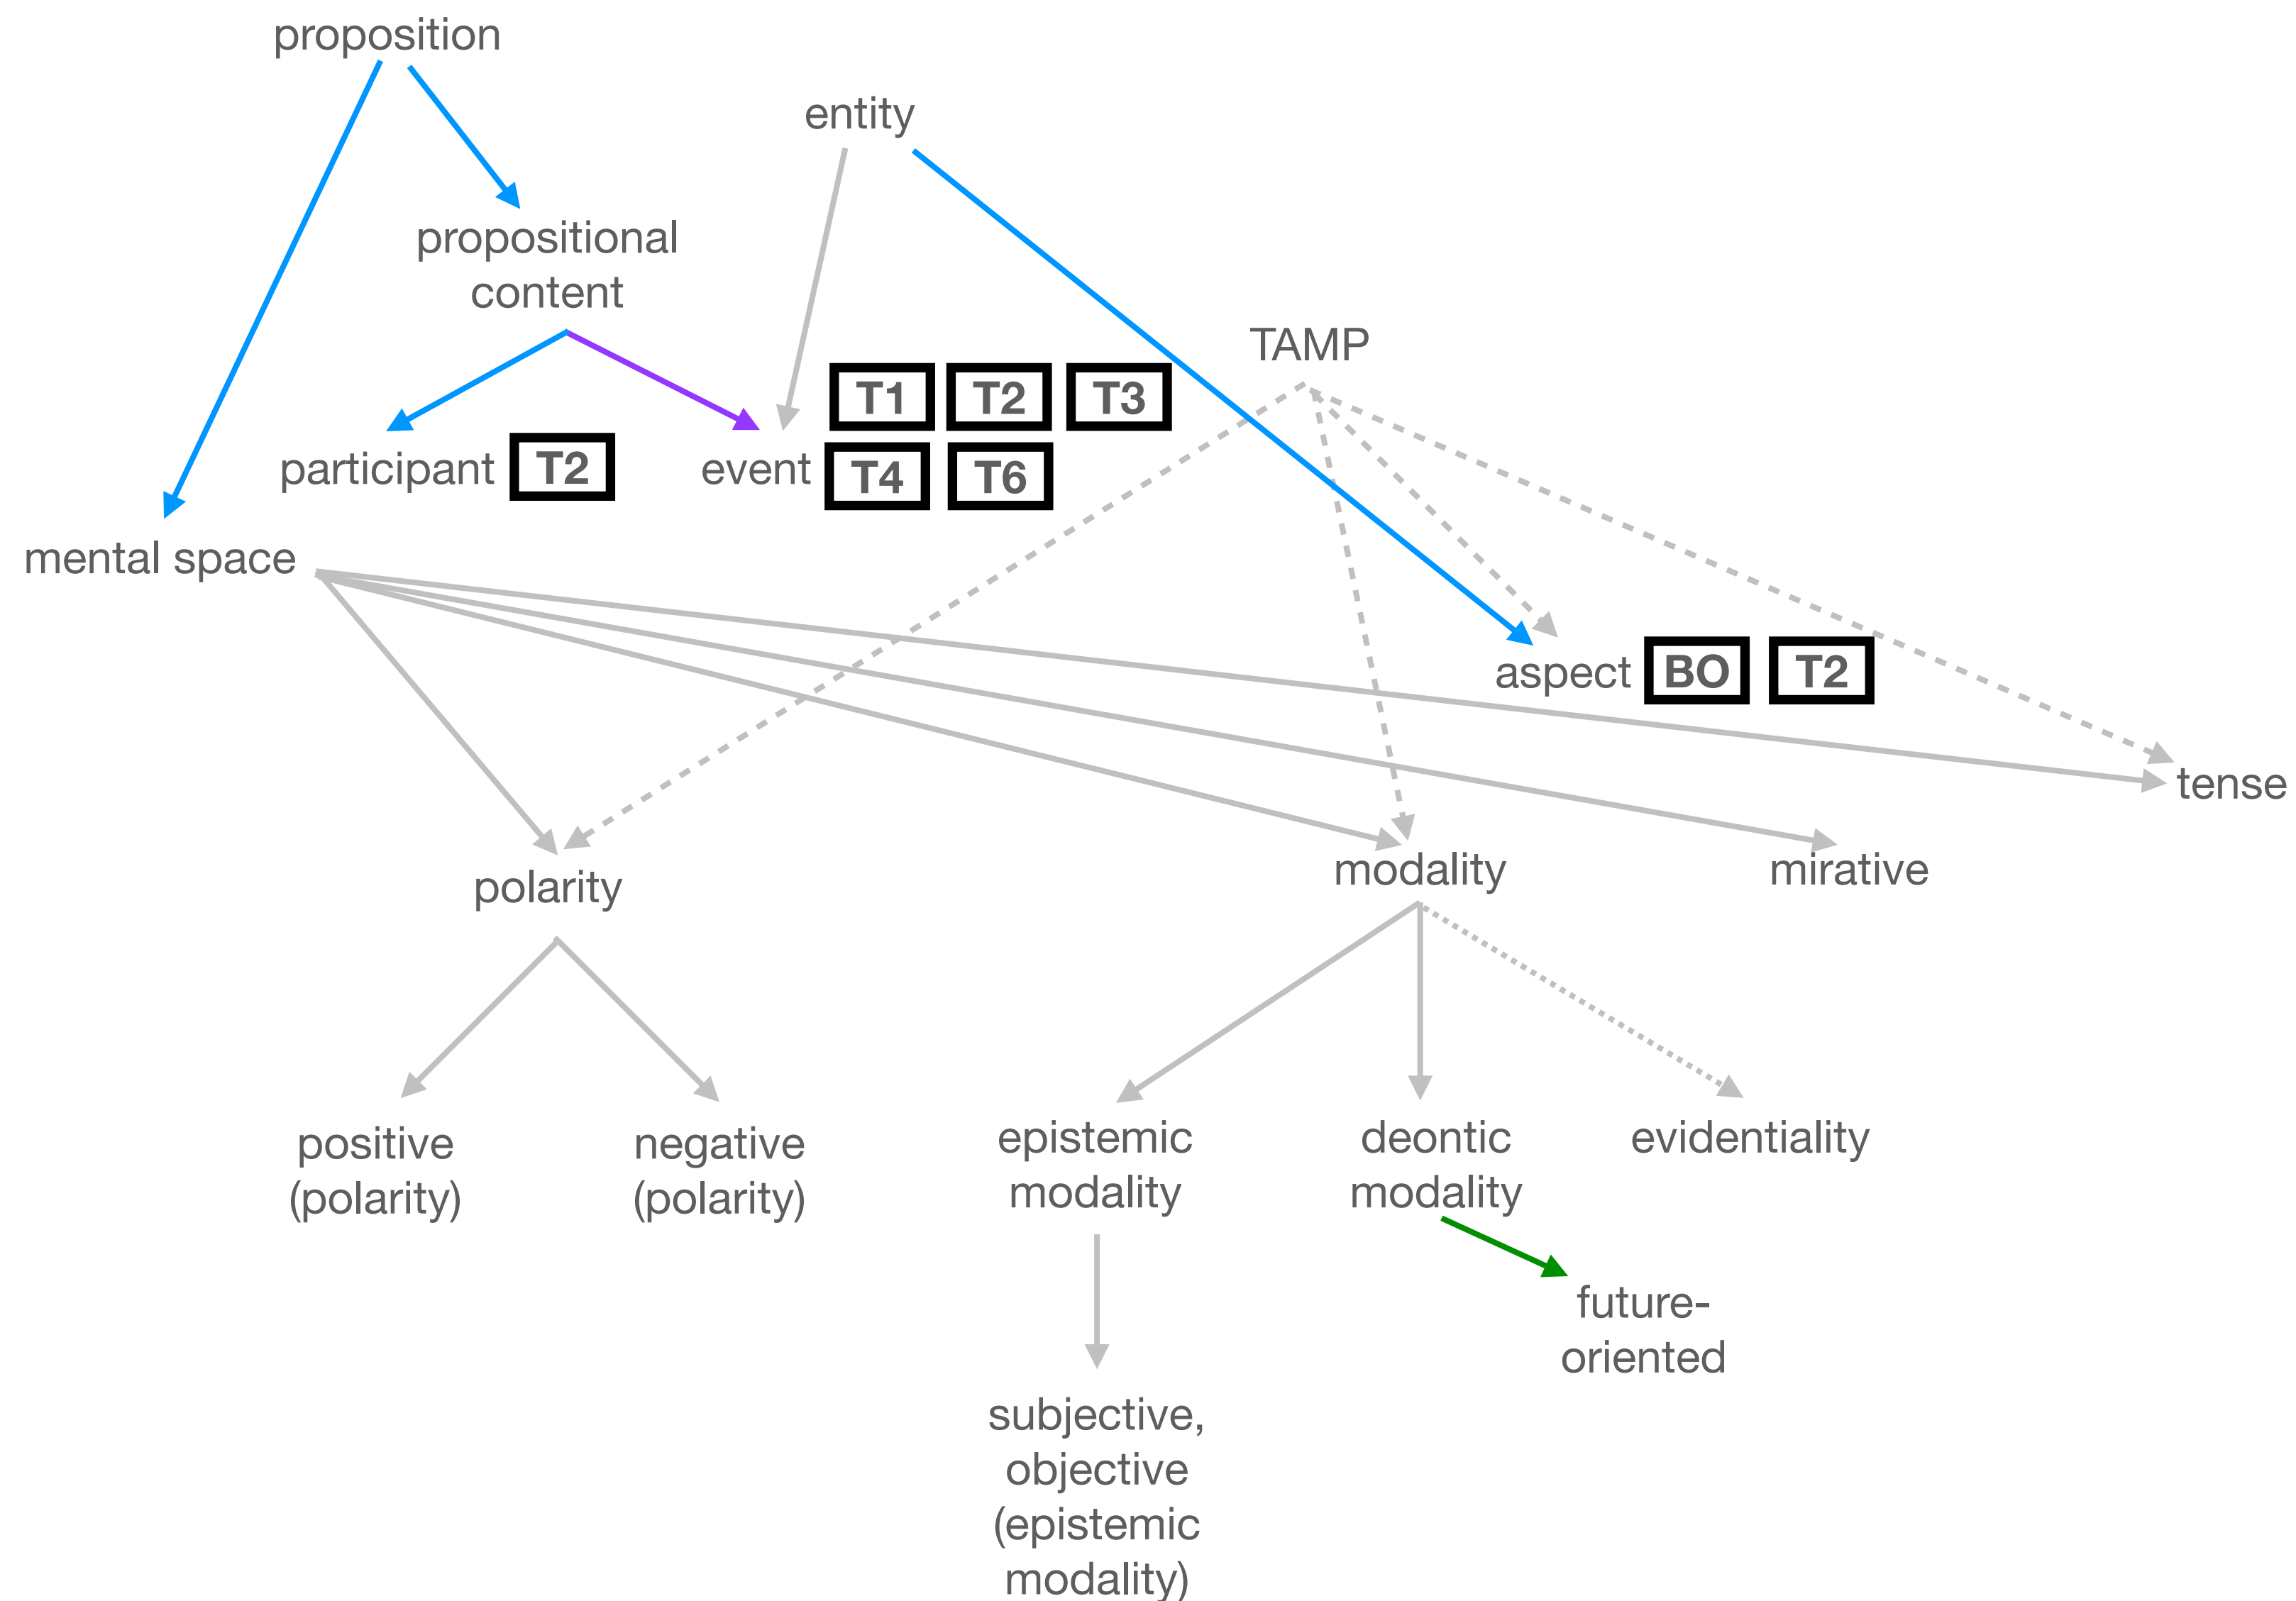 proposition
entity
propositional
content
TAMP
T1 T2 T3
participant T2 event T4 T6
mental space
aspect BO T2
tense
polarity modality mirative
positive
(polarity)
negative
(polarity)
epistemic
modality
deontic
modality
evidentiality
future-
oriented
subjective,
objective
(epistemic
modality)